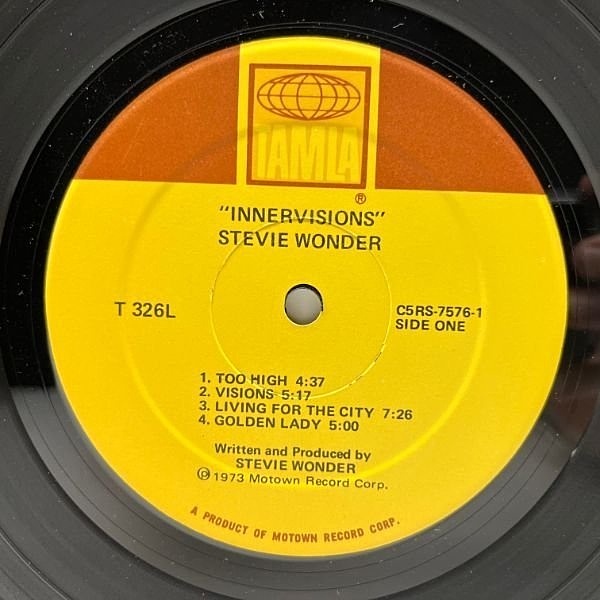 TAMLA
®
"INNERVISIONS"
STEVIE WONDER
T 326L
C5RS-7576-1
SIDE ONE
1. TOO HIGH 4:37
2. VISIONS 5:17
3. LIVING FOR THE CITY 7:26
4. GOLDEN LADY 5:00
Written and Produced by
STEVIE WONDER
℗ 1973 Motown Record Corp.
A PRODUCT OF MOTOWN RECORD CORP.